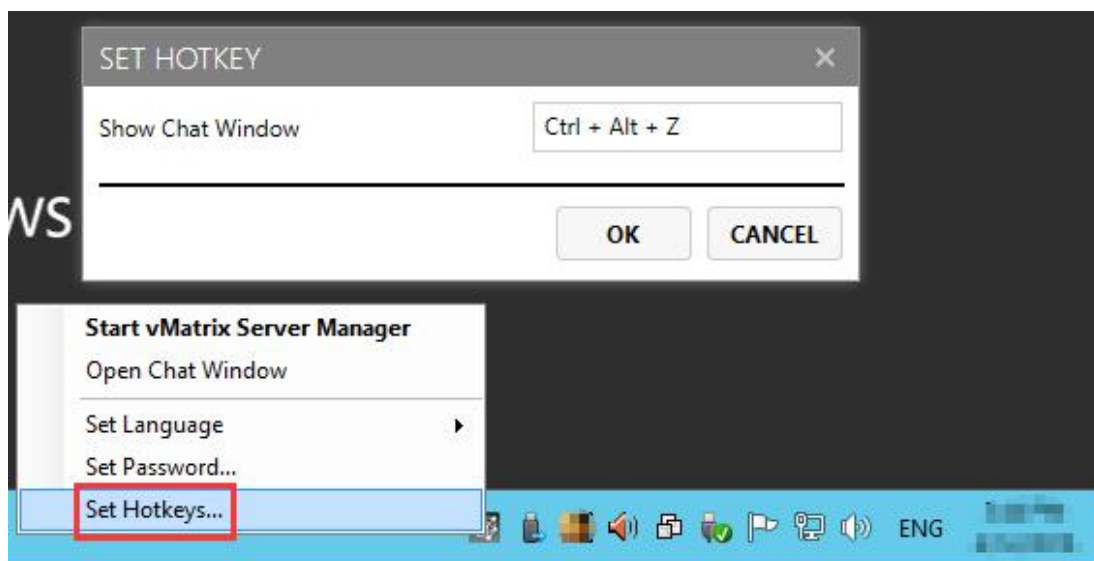 SET HOTKEY
Show Chat Window
Ctrl + Alt + Z
OK
CANCEL
ws
Start vMatrix Server Manager
Open Chat Window
Set Language
Set Password...
Set Hotkeys...
ENG